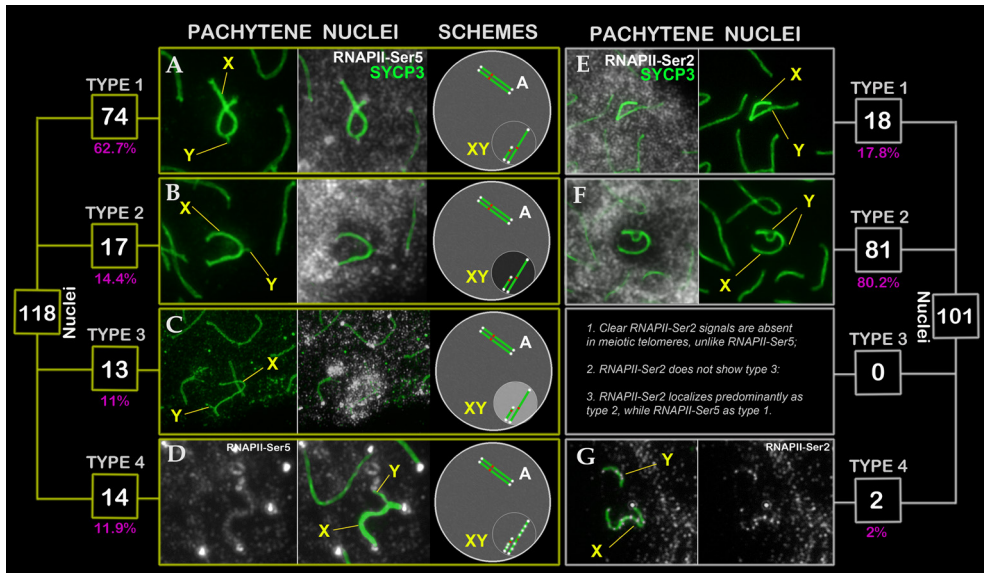 PACHYTENE NUCLEI
SCHEMES
PACHYTENE NUCLEI
TYPE 1
74
62.7%
TYPE 2
17
14.4%
118
Nuclei
TYPE 3
13
11%
TYPE 4
14
11.9%
A
X
Y
RNAPII-Ser5
SYCP3
A
XY
B
X
Y
A
XY
C
X
Y
A
XY
D
RNAPII-Ser5
Y
X
A
XY
E
RNAPII-Ser2
SYCP3
X
Y
F
Y
X
1. Clear RNAPII-Ser2 signals are absent
in meiotic telomeres, unlike RNAPII-Ser5;
2. RNAPII-Ser2 does not show type 3:
3. RNAPII-Ser2 localizes predominantly as
type 2, while RNAPII-Ser5 as type 1.
G
Y
X
RNAPII-Ser2
TYPE 1
18
17.8%
TYPE 2
81
80.2%
Nuclei
101
TYPE 3
0
TYPE 4
2
2%